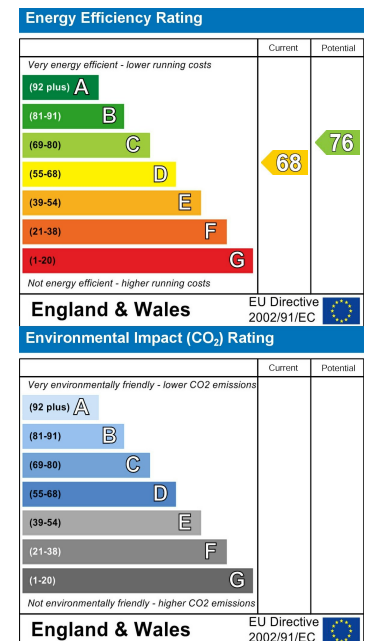 Energy Efficiency Rating
Current Potential
Very energy efficient - lower running costs
(92 plus) A
(81-91) B
(69-80) C
76
(55-68) D
68
(39-54) E
(21-38) F
(1-20) G
Not energy efficient - higher running costs
England & Wales
EU Directive
2002/91/EC
Environmental Impact (CO₂) Rating
Current Potential
Very environmentally friendly - lower CO2 emissions
(92 plus) A
(81-91) B
(69-80) C
(55-68) D
(39-54) E
(21-38) F
(1-20) G
Not environmentally friendly - higher CO2 emissions
England & Wales
EU Directive
2002/91/EC